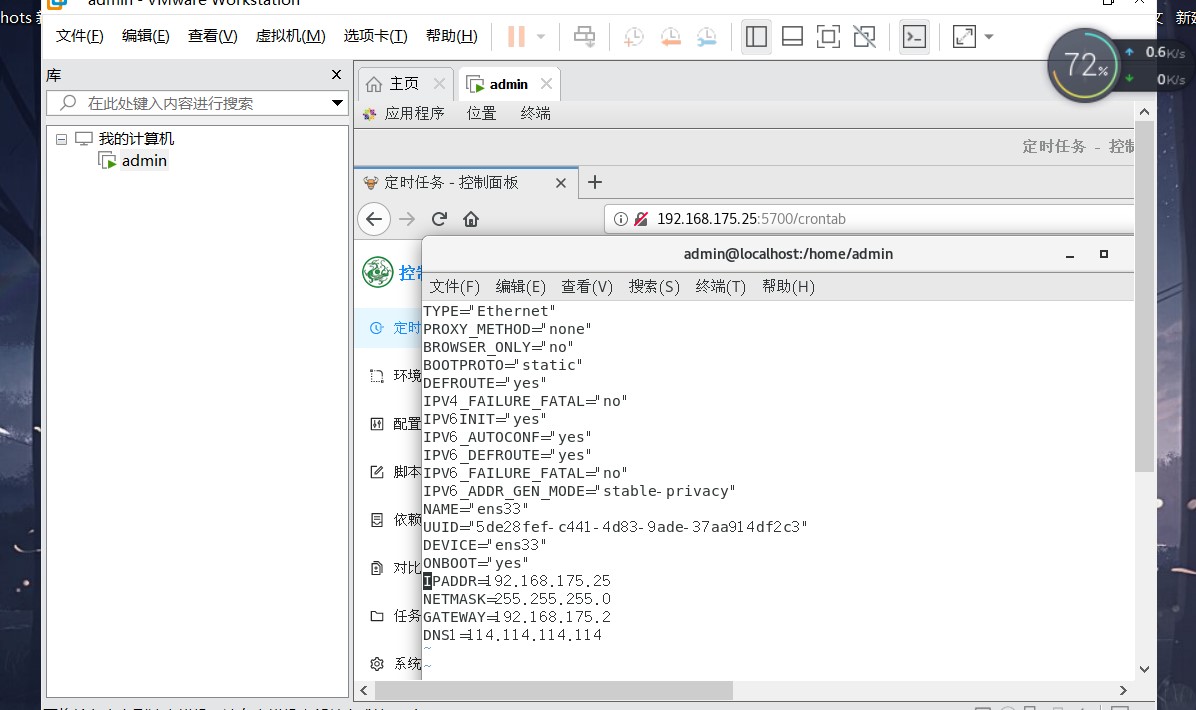 admin - VMware Workstation
hots
文件(F) 编辑(E) 查看(V) 虚拟机(M) 选项卡(T) 帮助(H)
72%
0.6K/s
0K/s
库
在此处键入内容进行搜索
我的计算机
admin
主页
admin
应用程序 位置 终端
定时任务 - 控制
定时任务 - 控制面板
192.168.175.25:5700/crontab
控制
定时
环境
配置
脚本
依赖
对比
任务
系统
admin@localhost:/home/admin
文件(F) 编辑(E) 查看(V) 搜索(S) 终端(T) 帮助(H)
TYPE="Ethernet"
PROXY_METHOD="none"
BROWSER_ONLY="no"
BOOTPROTO="static"
DEFROUTE="yes"
IPV4_FAILURE_FATAL="no"
IPV6INIT="yes"
IPV6_AUTOCONF="yes"
IPV6_DEFROUTE="yes"
IPV6_FAILURE_FATAL="no"
IPV6_ADDR_GEN_MODE="stable-privacy"
NAME="ens33"
UUID="5de28fef-c441-4d83-9ade-37aa914df2c3"
DEVICE="ens33"
ONBOOT="yes"
IPADDR=192.168.175.25
NETMASK=255.255.255.0
GATEWAY=192.168.175.2
DNS1=114.114.114.114
~
~